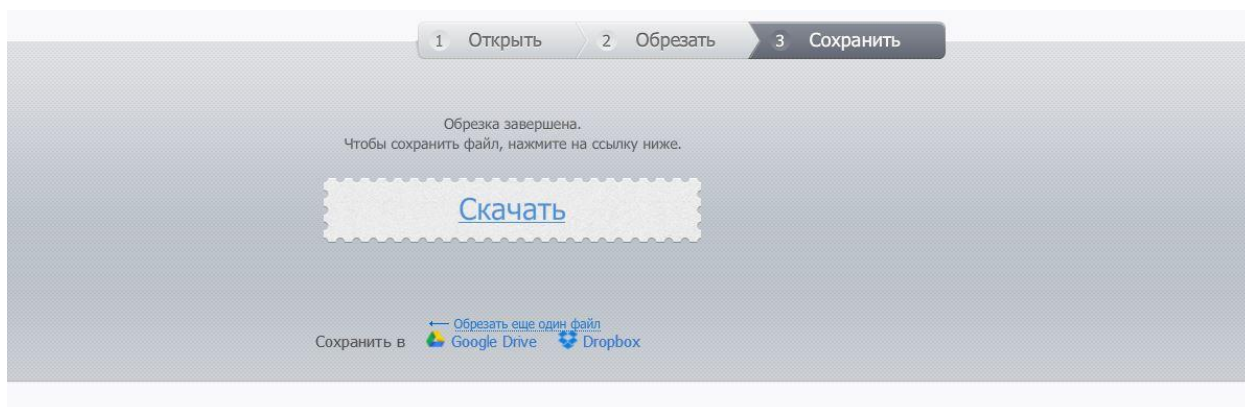 1 Открыть 2 Обрезать 3 Сохранить
Обрезка завершена.
Чтобы сохранить файл, нажмите на ссылку ниже.
Скачать
← Обрезать еще один файл
Сохранить в Google Drive Dropbox